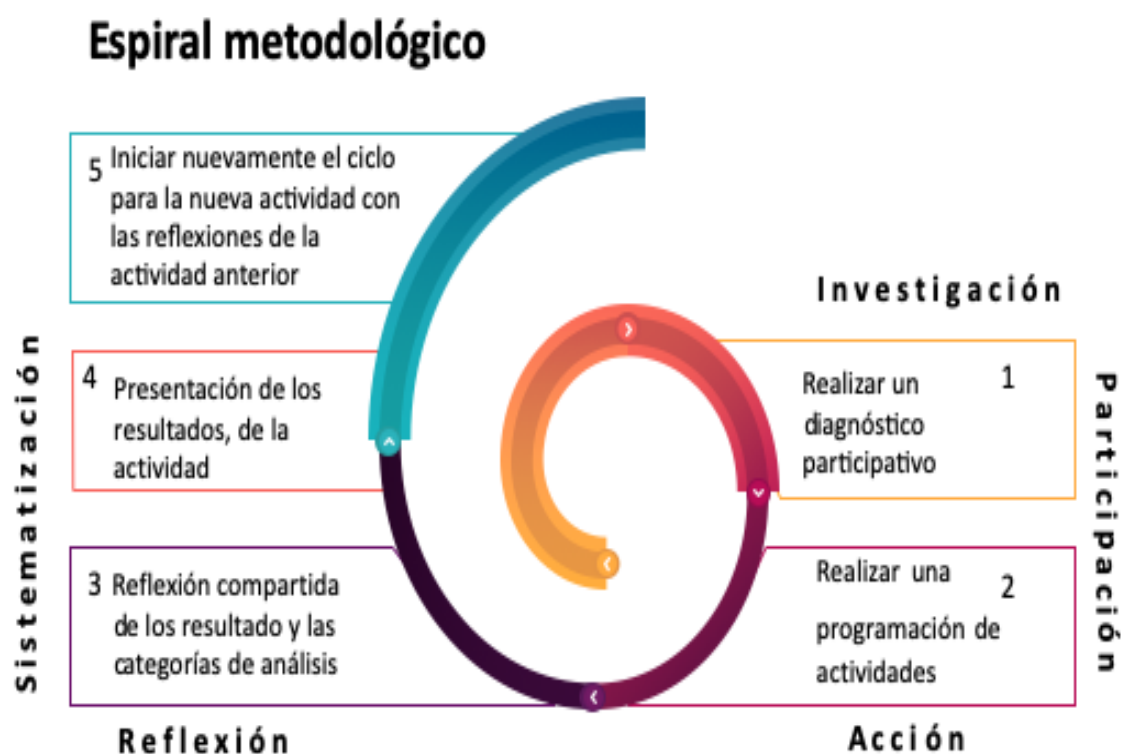 Espiral metodológico
5 Iniciar nuevamente el ciclo
para la nueva actividad con
las reflexiones de la
actividad anterior
Investigación
4
Presentación de los
resultados, de la
actividad
1
Realizar un
diagnóstico
participativo
3 Reflexión compartida
de los resultado y las
categorías de análisis
2
Realizar una
programación de
actividades
Sistematización
Participación
Reflexión
Acción